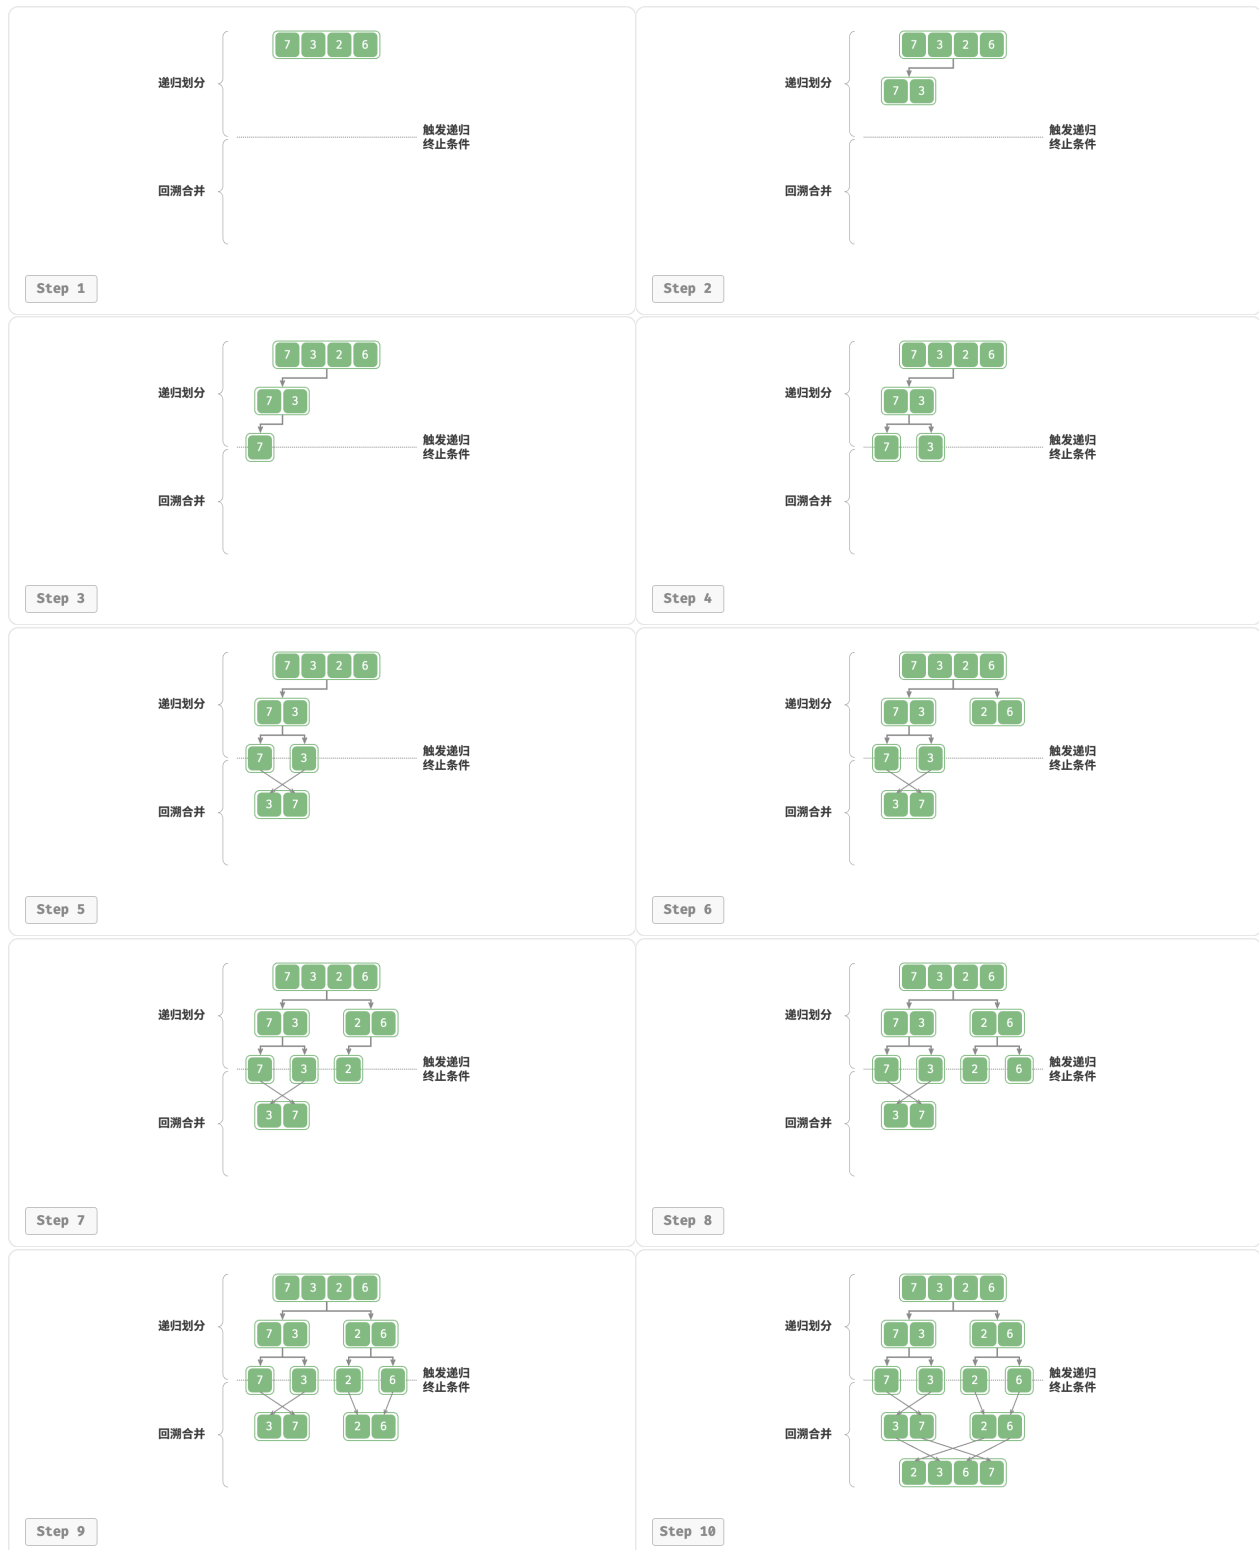 7 3 2 6
递归划分
触发递归
终止条件
回溯合并
Step 1
7 3 2 6
递归划分
7 3
触发递归
终止条件
回溯合并
Step 2
7 3 2 6
递归划分
7 3
触发递归
7
终止条件
回溯合并
Step 3
7 3 2 6
递归划分
7 3
触发递归
7 3
终止条件
回溯合并
Step 4
7 3 2 6
递归划分
7 3
触发递归
7 3
终止条件
3 7
回溯合并
Step 5
7 3 2 6
递归划分
7 3 2 6
触发递归
7 3
终止条件
3 7
回溯合并
Step 6
7 3 2 6
递归划分
7 3 2 6
触发递归
7 3 2
终止条件
3 7
回溯合并
Step 7
7 3 2 6
递归划分
7 3 2 6
触发递归
7 3 2 6
终止条件
3 7
回溯合并
Step 8
7 3 2 6
递归划分
7 3 2 6
触发递归
7 3 2 6
终止条件
3 7 2 6
回溯合并
Step 9
7 3 2 6
递归划分
7 3 2 6
触发递归
7 3 2 6
终止条件
3 7 2 6
回溯合并
2 3 6 7
Step 10